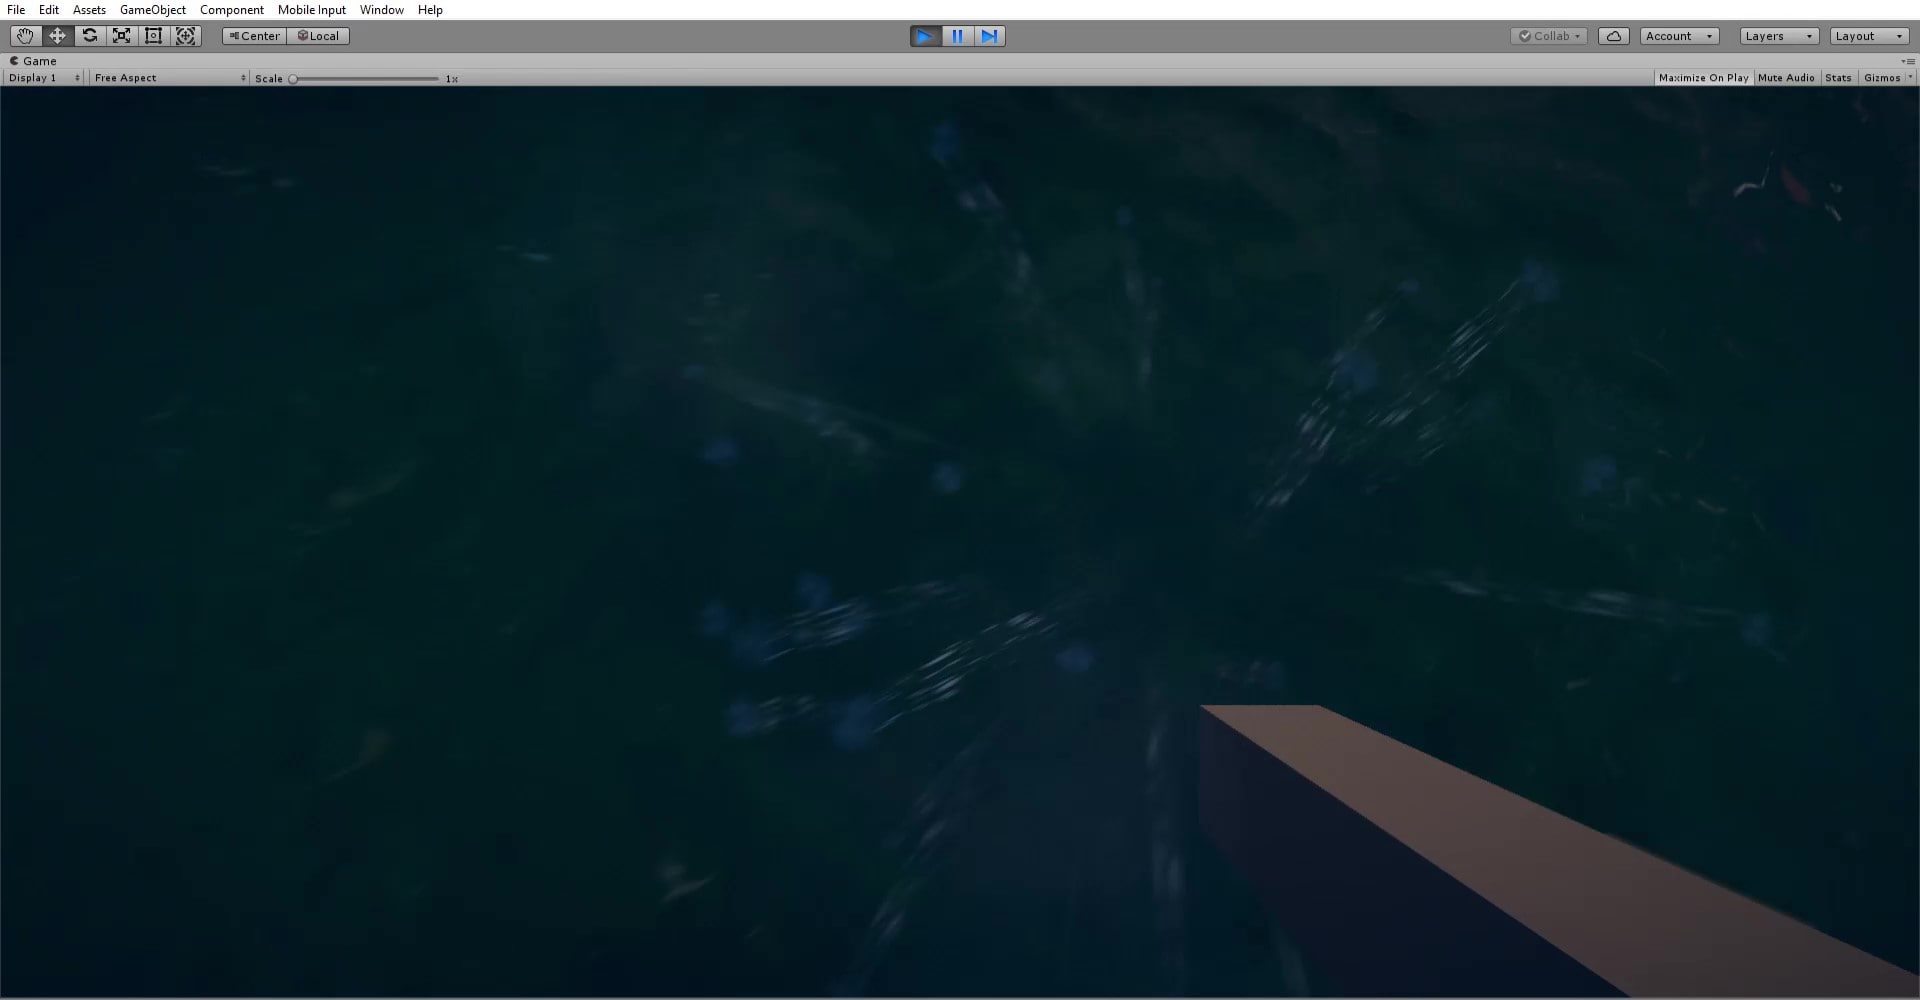 File Edit Assets GameObject Component Mobile Input Window Help
Center Local Collab Account Layers Layout
Game
Display 1 Free Aspect Scale 1x Maximize On Play Mute Audio Stats Gizmos